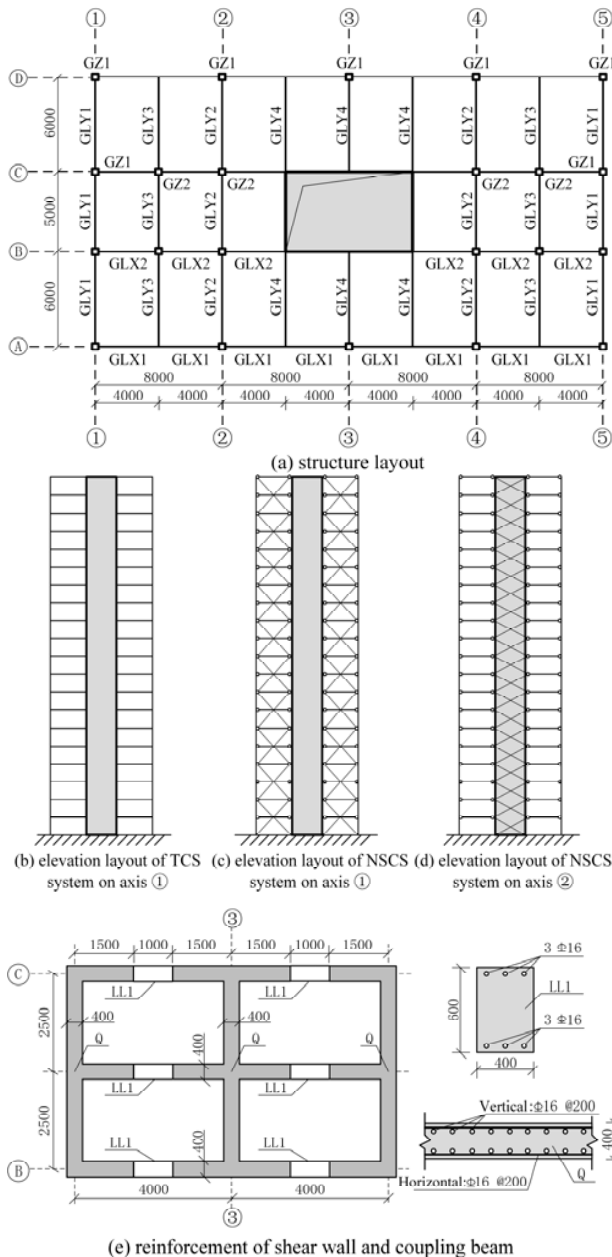 ① ② ③ ④ ⑤
GZ1 GZ1 GZ1 GZ1 GZ1
D
6000 GLY1 GLY3 GLY2 GLY4 GLY4 GLY2 GLY3 GLY1
GZ1 GZ1
C
GZ2 GZ2 GZ2 GZ2
5000 GLY1 GLY3 GLY2 GLY2 GLY3 GLY1
B
GLX2 GLX2 GLX2 GLX2 GLX2 GLX2
6000 GLY1 GLY3 GLY2 GLY4 GLY4 GLY2 GLY3 GLY1
A
GLX1 GLX1 GLX1 GLX1 GLX1 GLX1 GLX1 GLX1
8000 8000 8000 8000
4000 4000 4000 4000 4000 4000 4000 4000
① ② ③ ④ ⑤
(a) structure layout
(b) elevation layout of TCS
system on axis ①
(c) elevation layout of NSCS
system on axis ①
(d) elevation layout of NSCS
system on axis ②
③
1500 1000 1500 1500 1000 1500
C
LL1 LL1
2500 400 400
Q 400 Q
LL1 LL1
2500
LL1 400 LL1
B
4000 4000
③
3 Φ16
LL1
600
3 Φ16
400
Vertical:Φ16 @200
400
Horizontal:Φ16 @200 Q
(e) reinforcement of shear wall and coupling beam